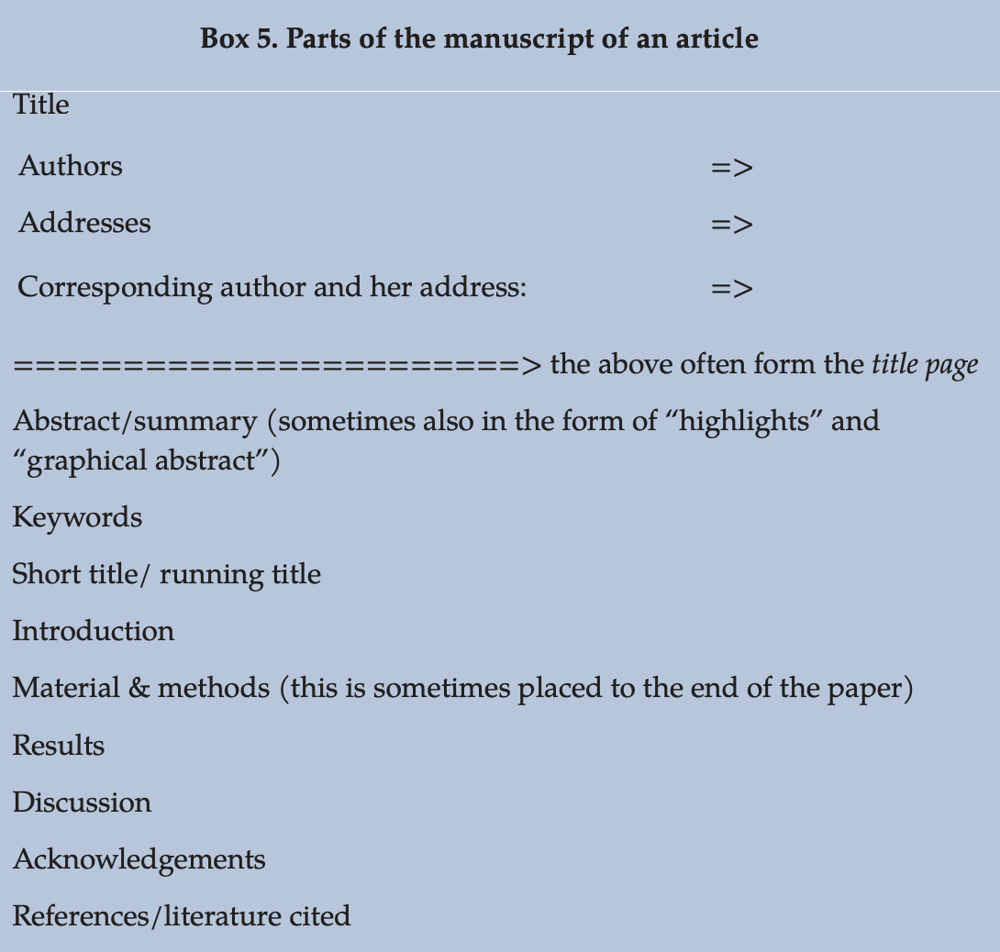 Box 5. Parts of the manuscript of an article
Title
Authors =>
Addresses =>
Corresponding author and her address: =>
=======================> the above often form the title page
Abstract/summary (sometimes also in the form of “highlights” and
“graphical abstract”)
Keywords
Short title/ running title
Introduction
Material & methods (this is sometimes placed to the end of the paper)
Results
Discussion
Acknowledgements
References/literature cited